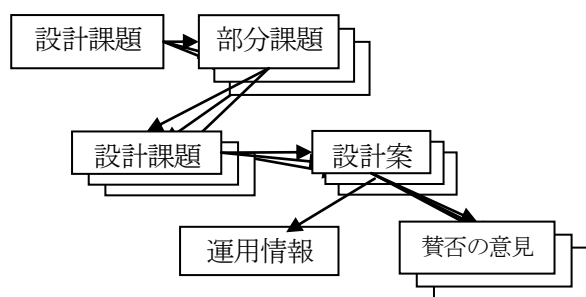 設計課題
部分課題
設計課題
設計案
運用情報
賛否の意見